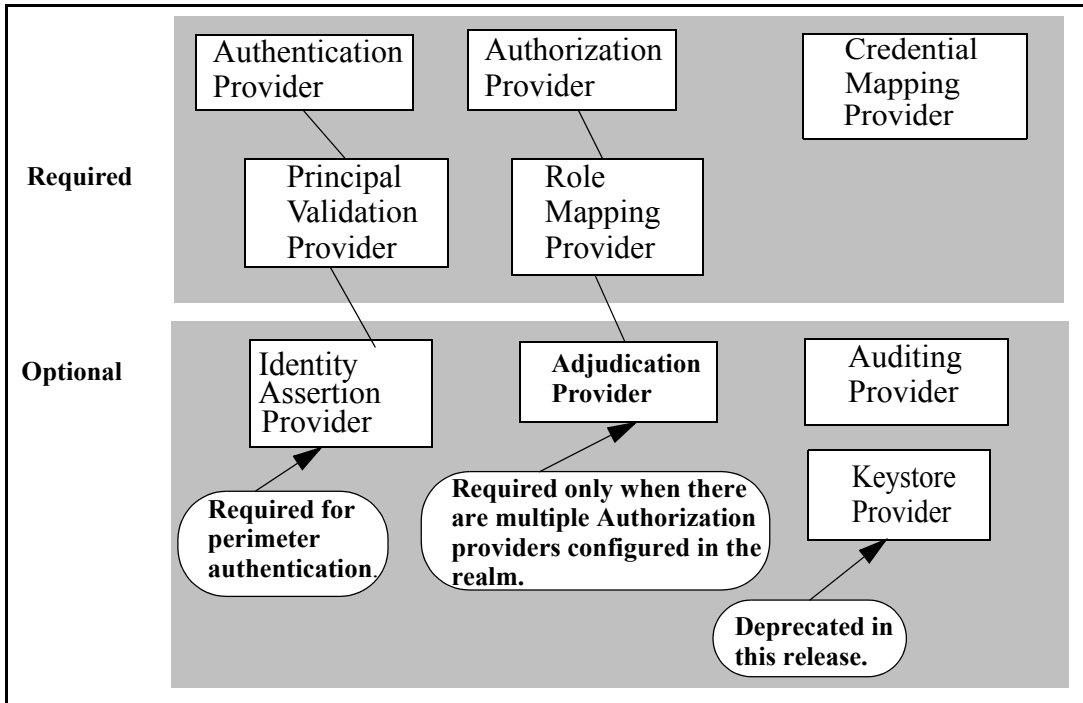 Authentication
Provider
Authorization
Provider
Credential
Mapping
Provider
Required
Principal
Validation
Provider
Role
Mapping
Provider
Optional
Identity
Assertion
Provider
Adjudication
Provider
Auditing
Provider
Required for
perimeter
authentication.
Required only when there
are multiple Authorization
providers configured in the
realm.
Keystore
Provider
Deprecated in
this release.